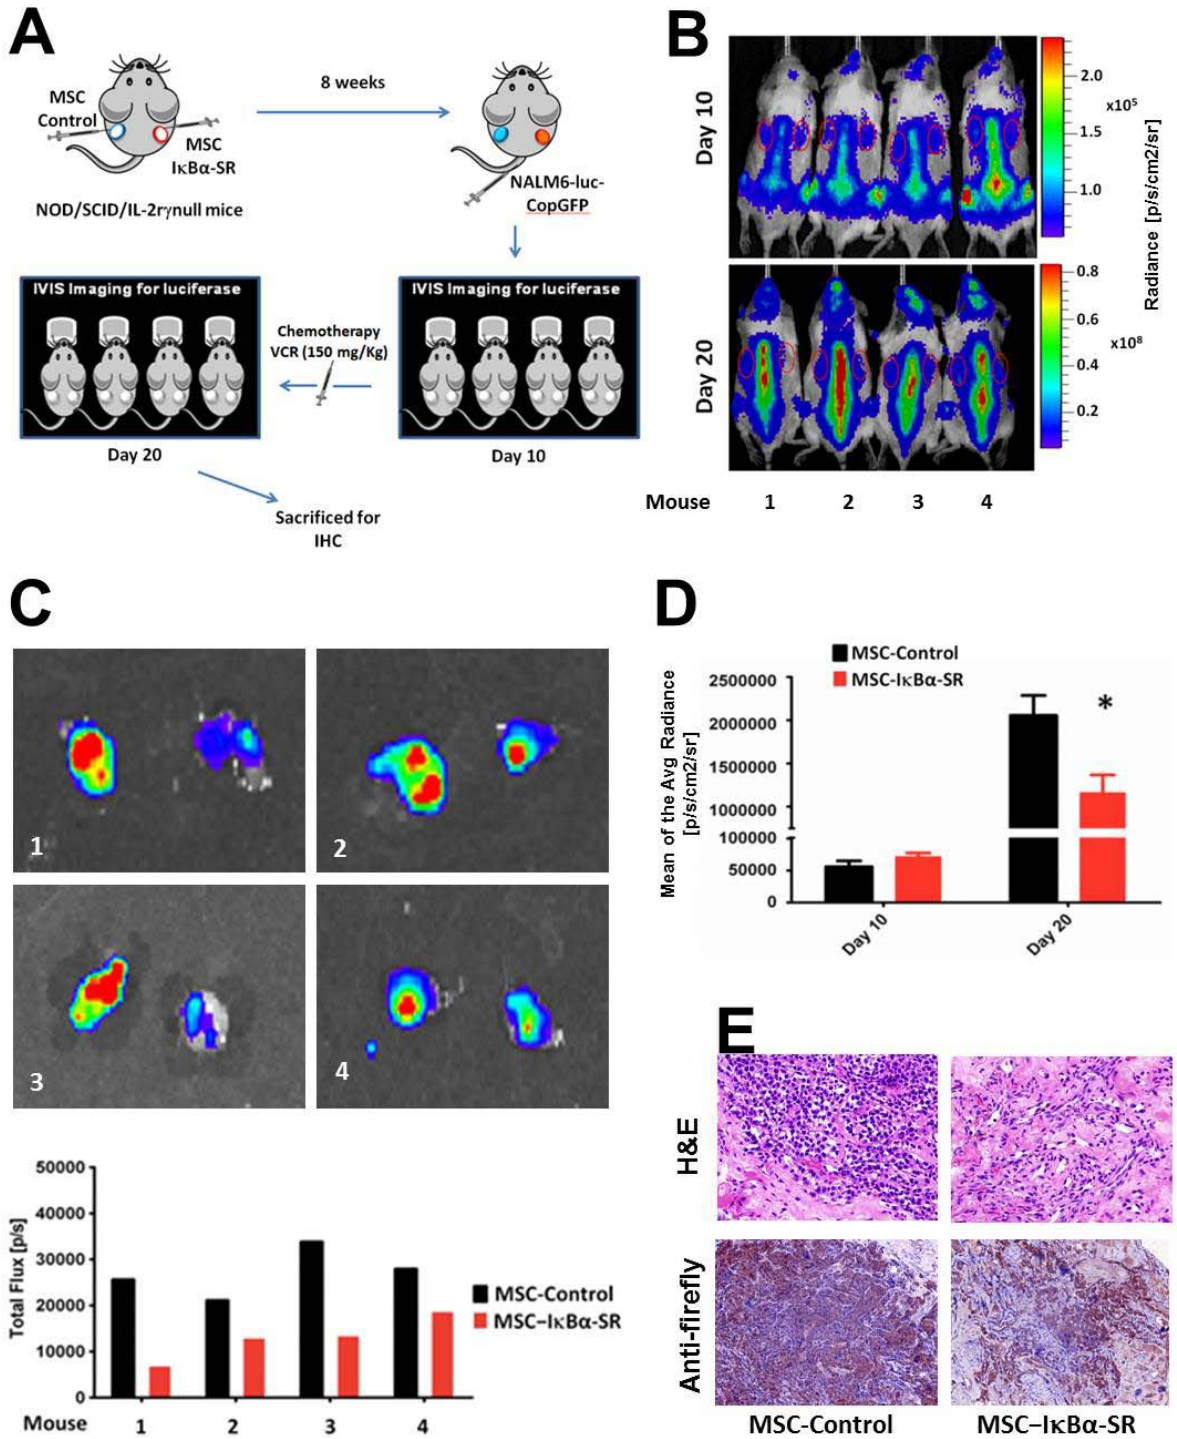 A
MSC
Control
MSC
IκBα-SR
8 weeks
NOD/SCID/IL-2rγnull mice
NALM6-luc-
CopGFP
IVIS Imaging for luciferase
Chemotherapy
VCR (150 mg/Kg)
IVIS Imaging for luciferase
Day 20
Day 10
Sacrificed for
IHC
B
Day 10
2.0
x10⁵
1.5
1.0
Day 20
0.8
0.6
x10⁸
0.4
0.2
Radiance [p/s/cm2/sr]
Mouse 1 2 3 4
C
1
2
3
4
Total Flux [p/s]
50000
40000
30000
20000
10000
0
MSC-Control
MSC–IκBα-SR
Mouse 1 2 3 4
D
MSC-Control
MSC-IκBα-SR
Mean of the Avg Radiance
[p/s/cm2/sr]
2500000
2000000
1500000
1000000
100000
50000
0
*
Day 10
Day 20
E
H&E
Anti-firefly
MSC-Control
MSC–IκBα-SR